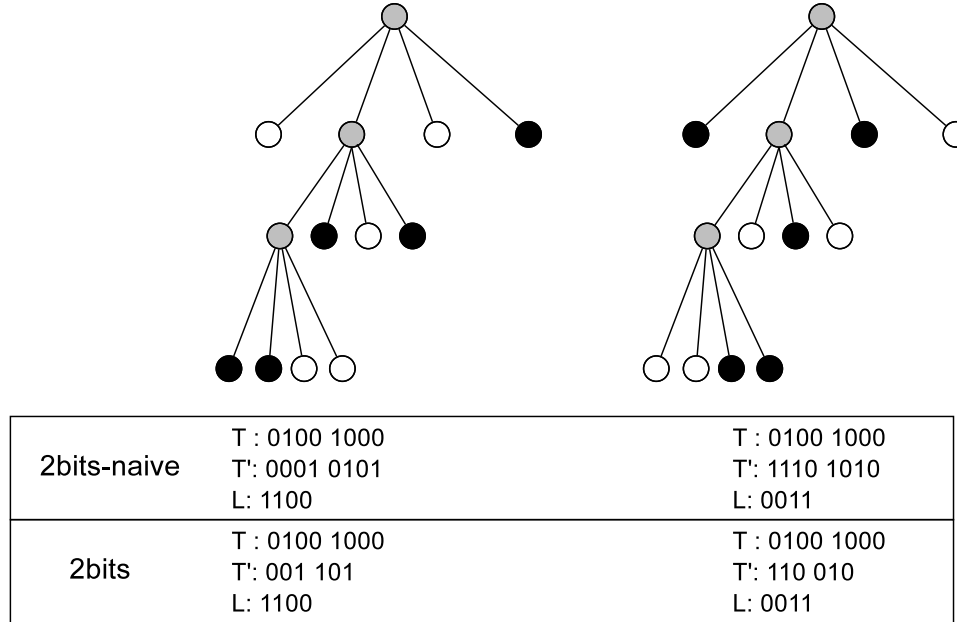 2bits-naive
T : 0100 1000
T': 0001 0101
L: 1100
T : 0100 1000
T': 1110 1010
L: 0011
2bits
T : 0100 1000
T': 001 101
L: 1100
T : 0100 1000
T': 110 010
L: 0011